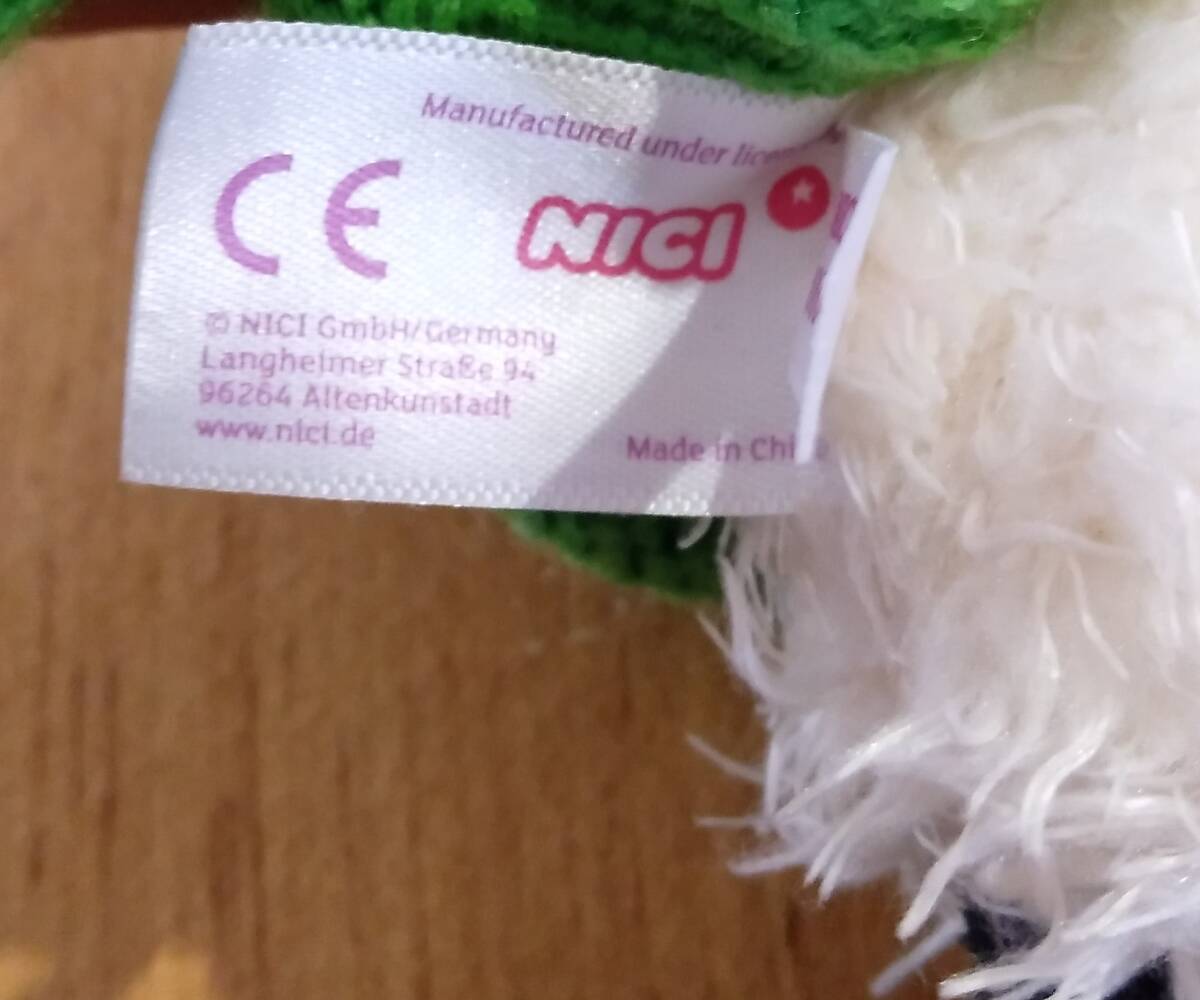 Manufactured under
CE
NICI
© NICI GmbH/Germany
Langheimer Straße 94
96264 Altenkunstadt
www.nici.de
Made in